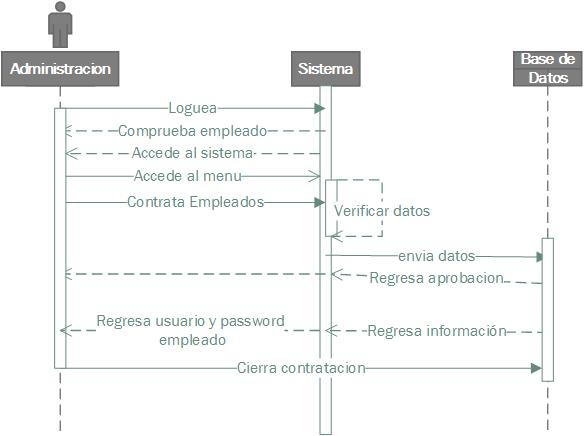 Administracion
Sistema
Base de
Datos
Loguea
Comprueba empleado
Accede al sistema
Accede al menu
Contrata Empleados
Verificar datos
envia datos
Regresa aprobacion
Regresa usuario y password
empleado
Regresa información
Cierra contratacion